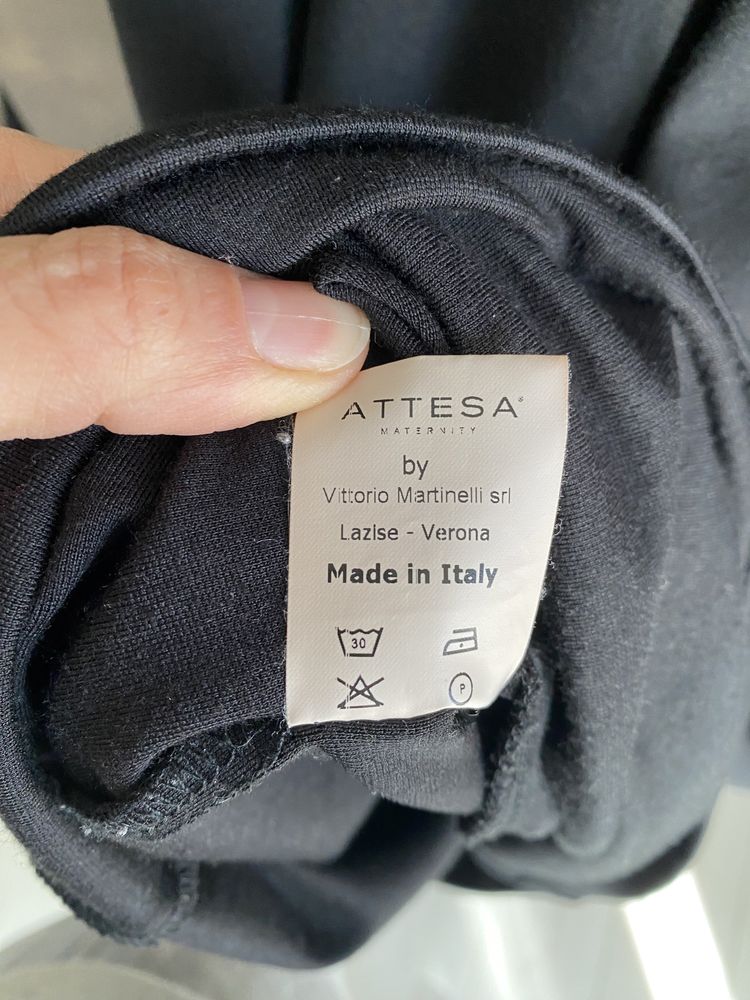 ATTESA®
MATERNITY
by
Vittorio Martinelli srl
Lazise - Verona
Made in Italy
30
P